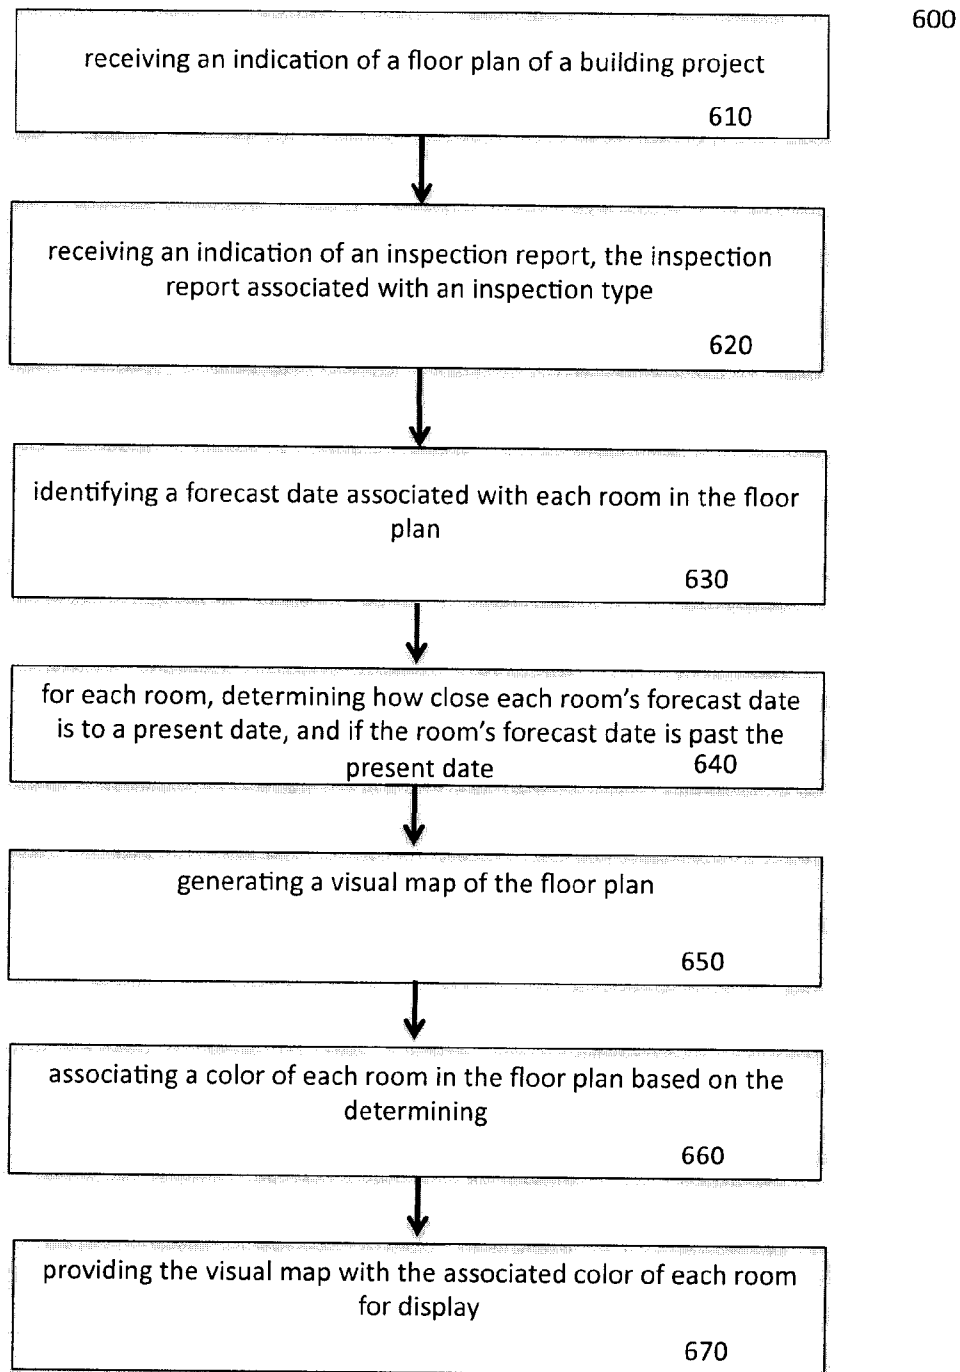 600
receiving an indication of a floor plan of a building project
610
receiving an indication of an inspection report, the inspection
report associated with an inspection type
620
identifying a forecast date associated with each room in the floor
plan
630
for each room, determining how close each room's forecast date
is to a present date, and if the room's forecast date is past the
present date 640
generating a visual map of the floor plan
650
associating a color of each room in the floor plan based on the
determining
660
providing the visual map with the associated color of each room
for display
670